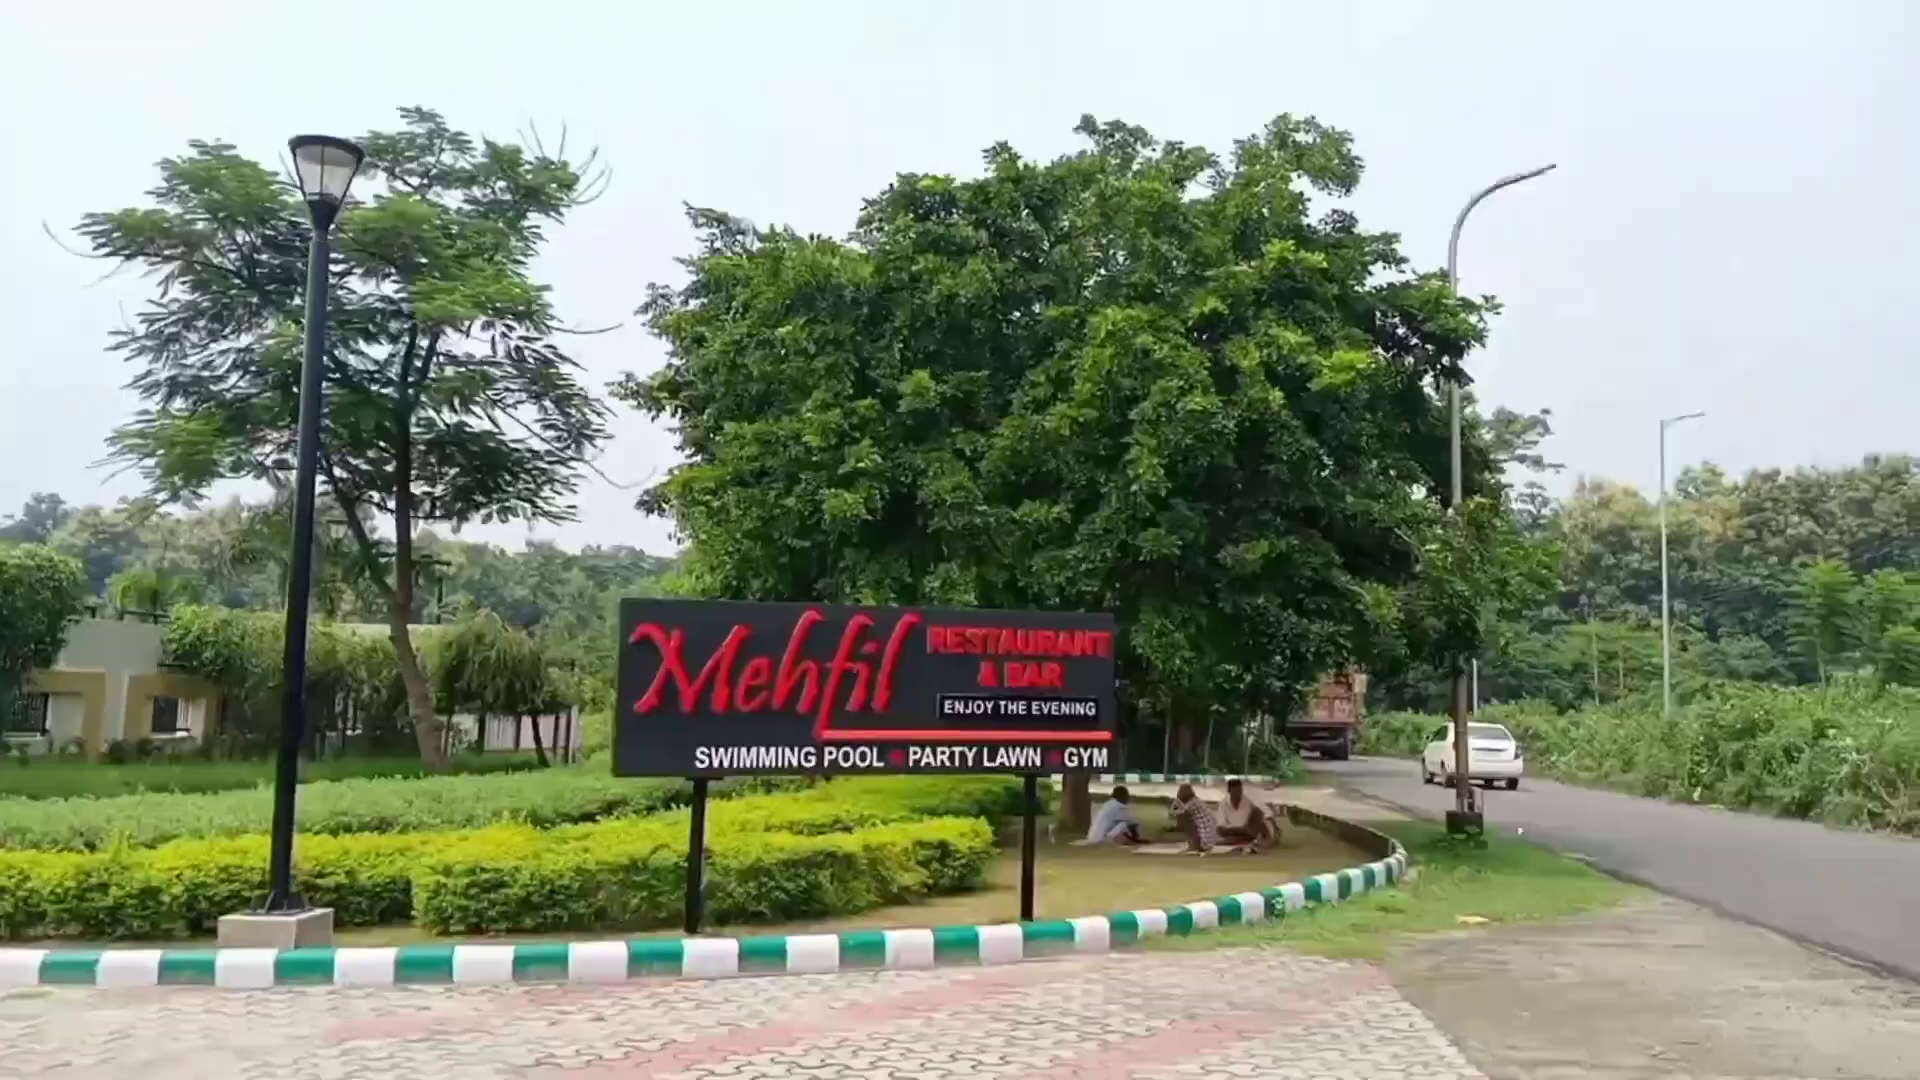 Mehfil
RESTAURANT
& BAR
ENJOY THE EVENING
SWIMMING POOL PARTY LAWN GYM